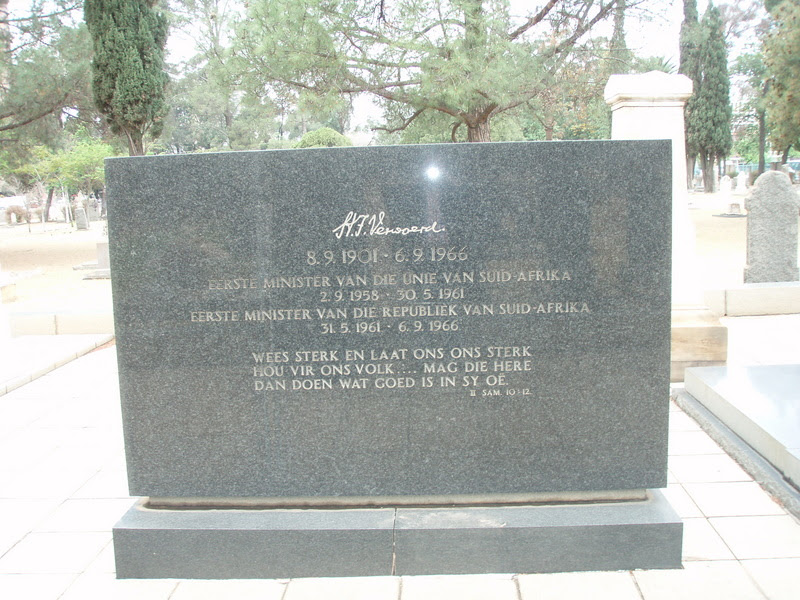 H.F. Verwoerd.
8.9.1901 · 6.9.1966
EERSTE MINISTER VAN DIE UNIE VAN SUID-AFRIKA
2.9.1958 · 30.5.1961
EERSTE MINISTER VAN DIE REPUBLIEK VAN SUID-AFRIKA
31.5.1961 · 6.9.1966
WEES STERK EN LAAT ONS ONS STERK
HOU VIR ONS VOLK .... MAG DIE HERE
DAN DOEN WAT GOED IS IN SY OË.
II SAM. 10:12.